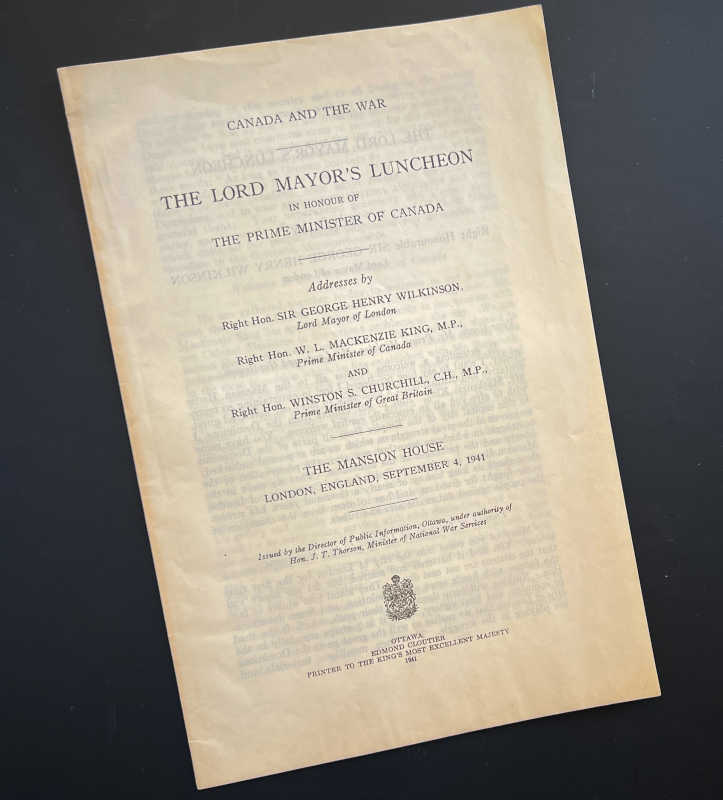 CANADA AND THE WAR
THE LORD MAYOR'S LUNCHEON
IN HONOUR OF
THE PRIME MINISTER OF CANADA
Addresses by
Right Hon. SIR GEORGE HENRY WILKINSON,
Lord Mayor of London
Right Hon. W. L. MACKENZIE KING, M.P.,
Prime Minister of Canada
AND
Right Hon. WINSTON S. CHURCHILL, C.H., M.P.,
Prime Minister of Great Britain
THE MANSION HOUSE
LONDON, ENGLAND, SEPTEMBER 4, 1941
Issued by the Director of Public Information, Ottawa, under authority of
Hon. J. T. Thorson, Minister of National War Services
OTTAWA:
EDMOND CLOUTIER
PRINTER TO THE KING'S MOST EXCELLENT MAJESTY
1941